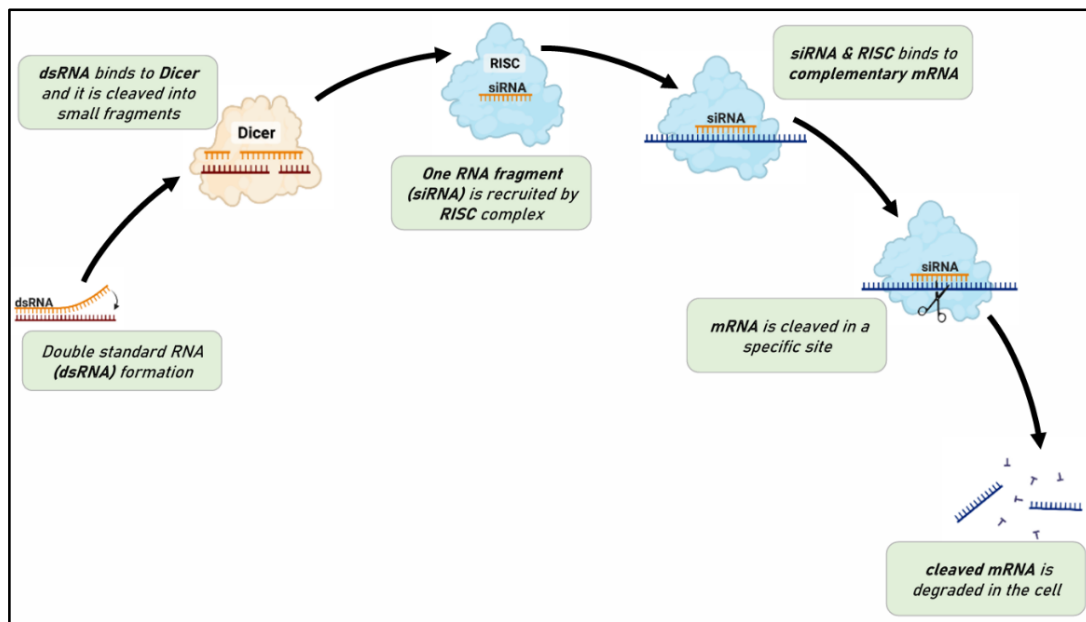 dsRNA
Double standard RNA
(dsRNA) formation
dsRNA binds to Dicer
and it is cleaved into
small fragments
Dicer
RISC
siRNA
One RNA fragment
(siRNA) is recruited by
RISC complex
siRNA
siRNA & RISC binds to
complementary mRNA
siRNA
mRNA is cleaved in a
specific site
cleaved mRNA is
degraded in the cell